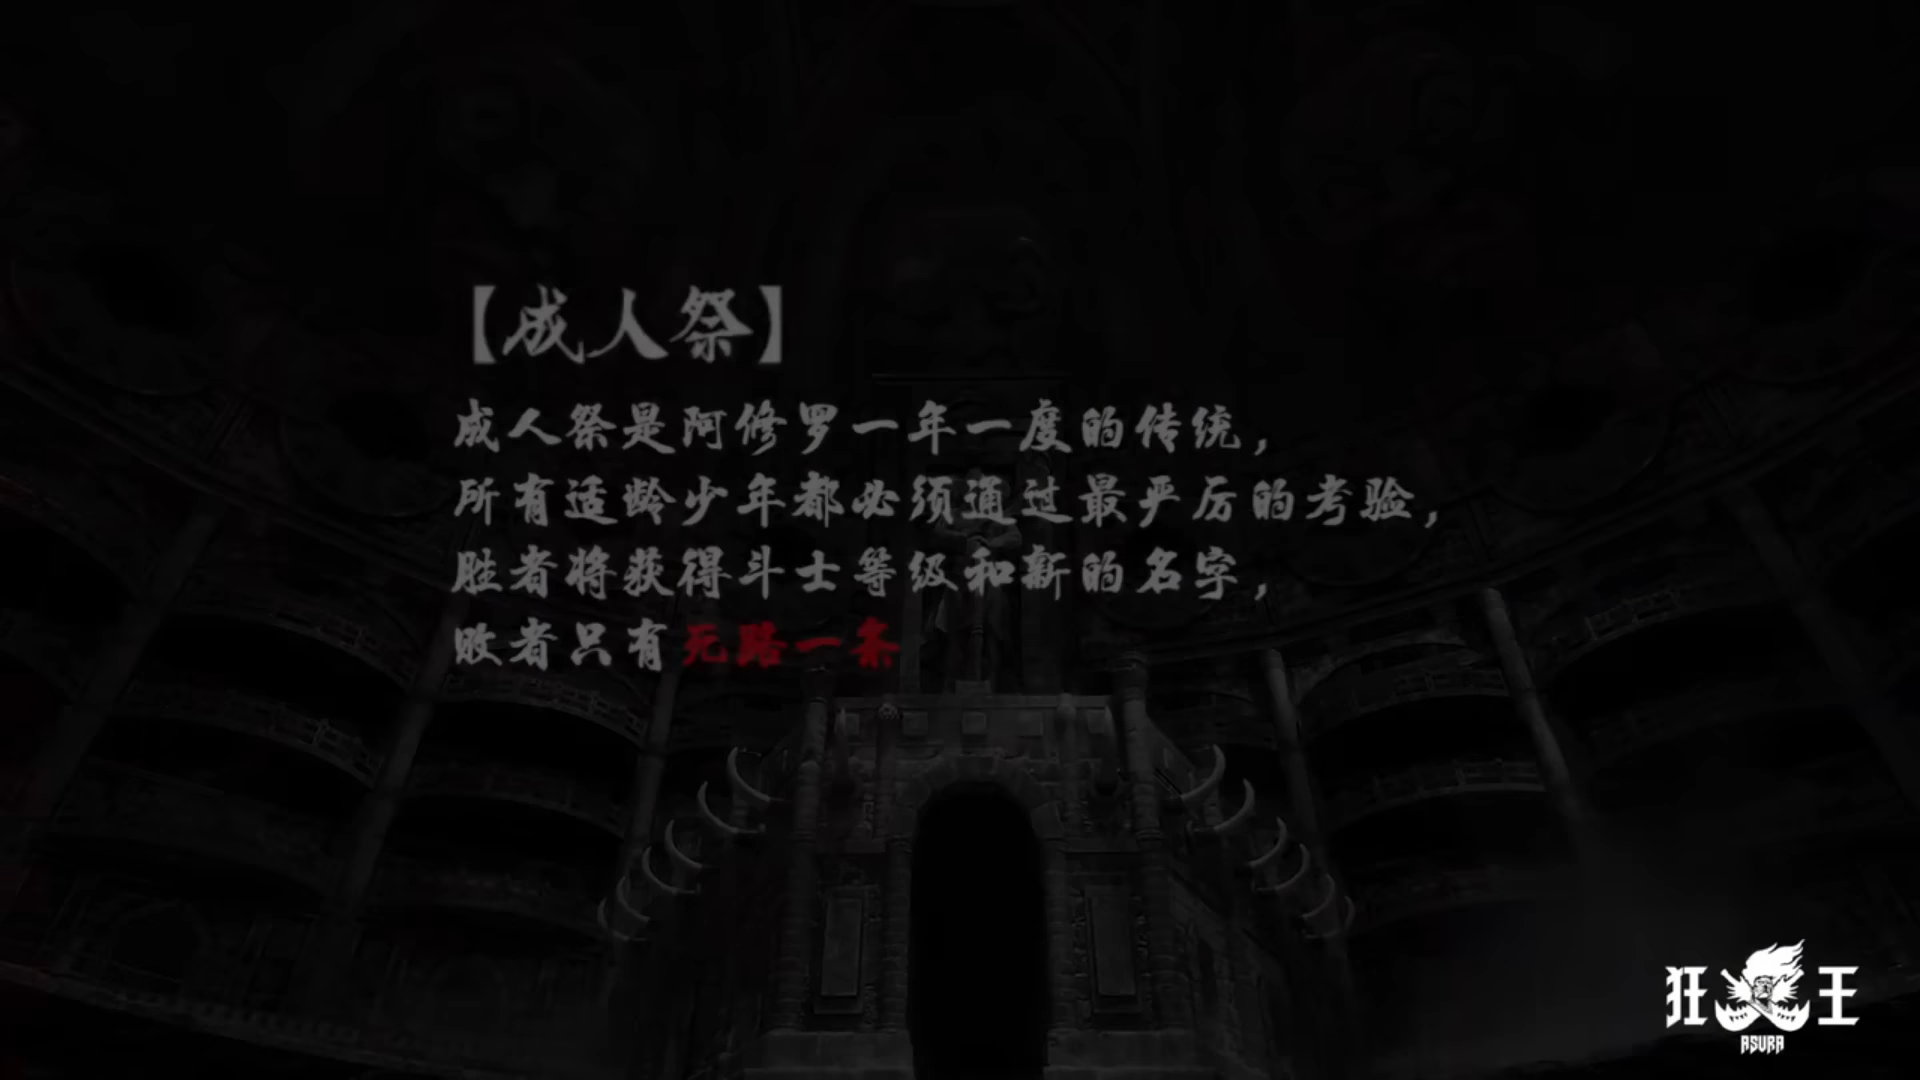 【成人祭】
成人祭是阿修罗一年一度的传统，
所有适龄少年都必须通过最严厉的考验，
胜者将获得斗士等级和新的名字，
败者只有死路一条
狂王
ASURA